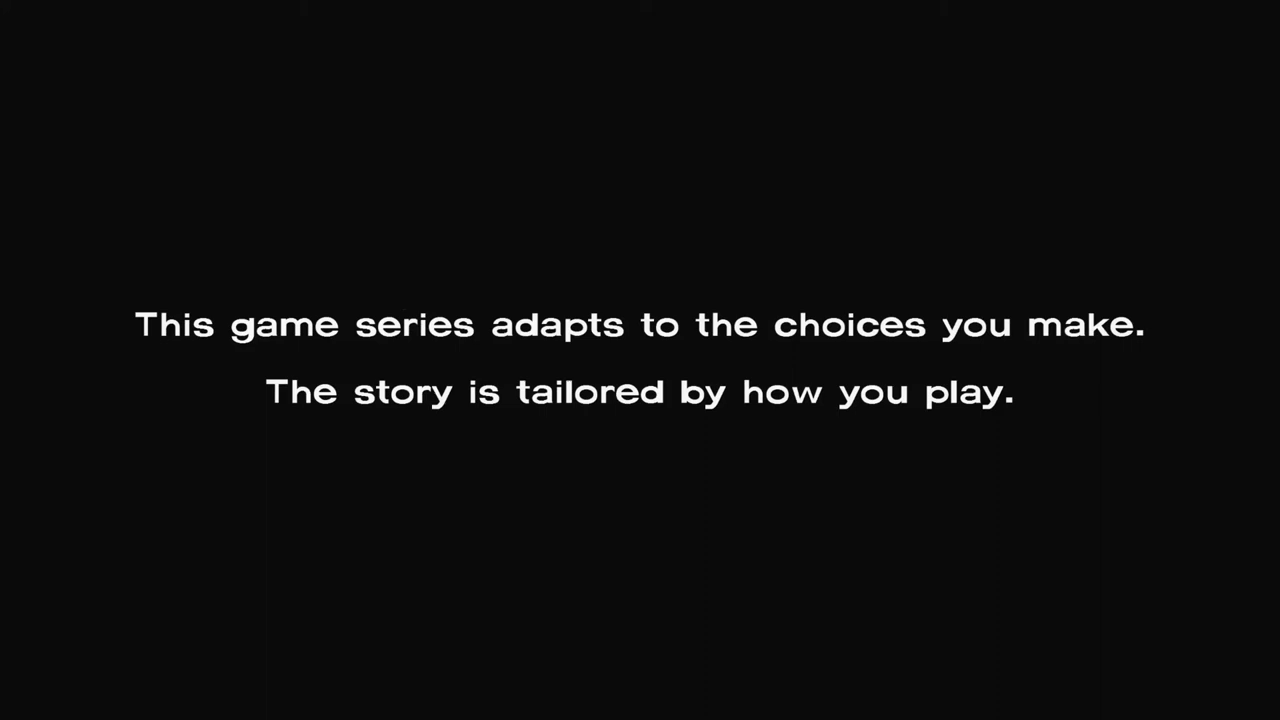 This game series adapts to the choices you make.
The story is tailored by how you play.